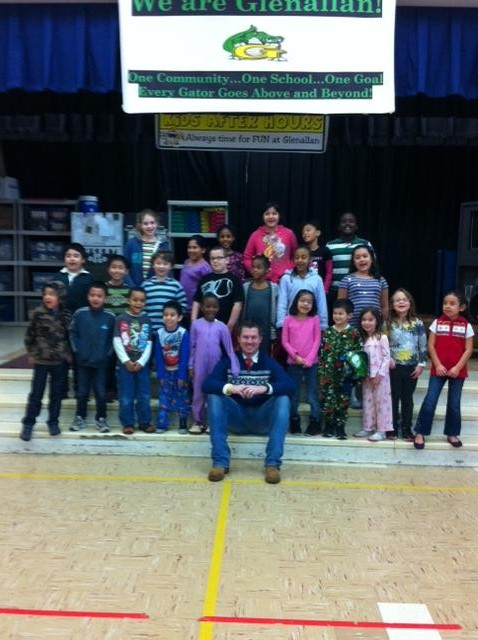 We are Glenallan!
One Community...One School...One Goal
Every Gator Goes Above and Beyond!
KIDS AFTER HOURS
Always time for FUN at Glenallan